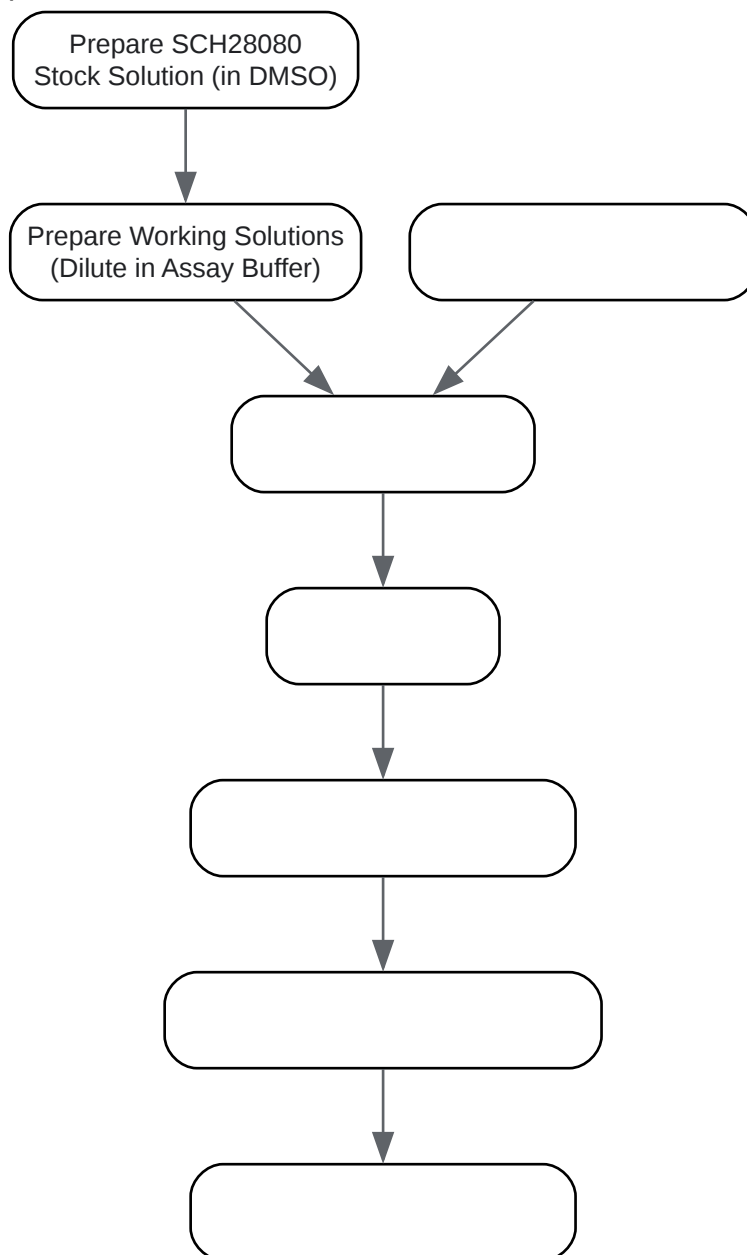 Prepare SCH28080
Stock Solution (in DMSO)
Prepare Working Solutions
(Dilute in Assay Buffer)